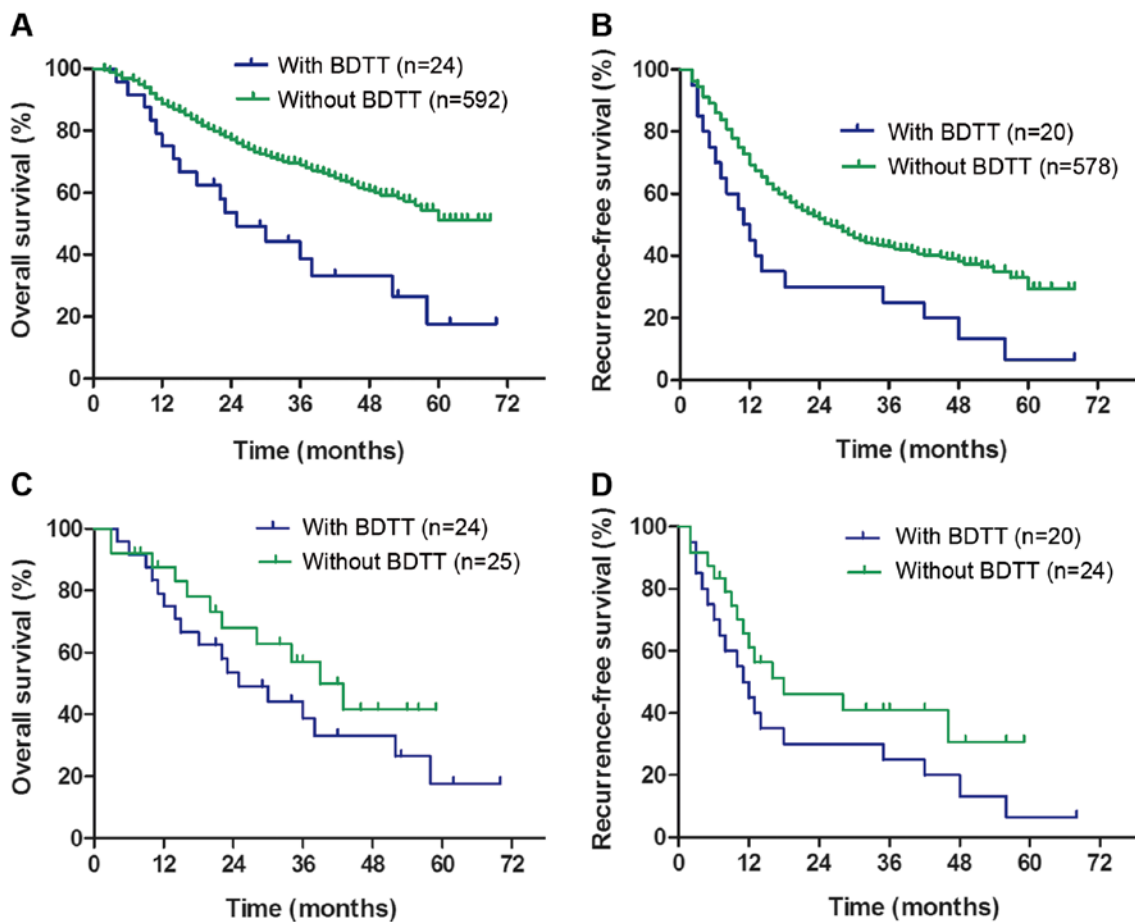 A
Overall survival (%)
100
80
60
40
20
0
With BDTT (n=24)
Without BDTT (n=592)
0 12 24 36 48 60 72
Time (months)
B
Recurrence-free survival (%)
100
80
60
40
20
0
With BDTT (n=20)
Without BDTT (n=578)
0 12 24 36 48 60 72
Time (months)
C
Overall survival (%)
100
80
60
40
20
0
With BDTT (n=24)
Without BDTT (n=25)
0 12 24 36 48 60 72
Time (months)
D
Recurrence-free survival (%)
100
80
60
40
20
0
With BDTT (n=20)
Without BDTT (n=24)
0 12 24 36 48 60 72
Time (months)